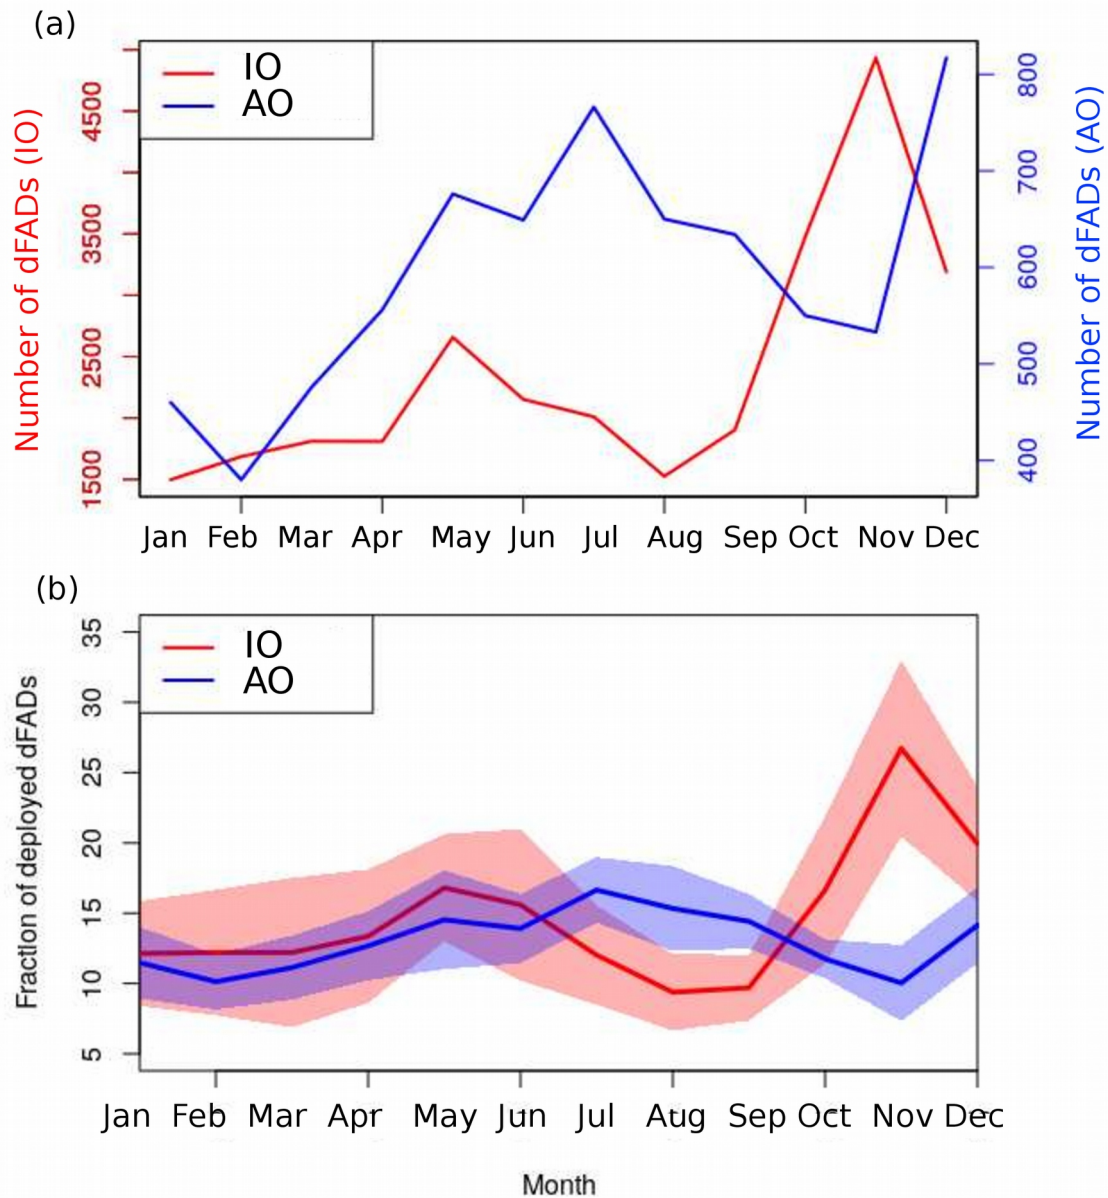 (a)
IO
AO
Number of dFADs (IO)
4500
3500
2500
1500
Number of dFADs (AO)
800
700
600
500
400
Jan Feb Mar Apr May Jun Jul Aug Sep Oct Nov Dec
(b)
IO
AO
Fraction of deployed dFADs
35
30
25
20
15
10
5
Jan Feb Mar Apr May Jun Jul Aug Sep Oct Nov Dec
Month